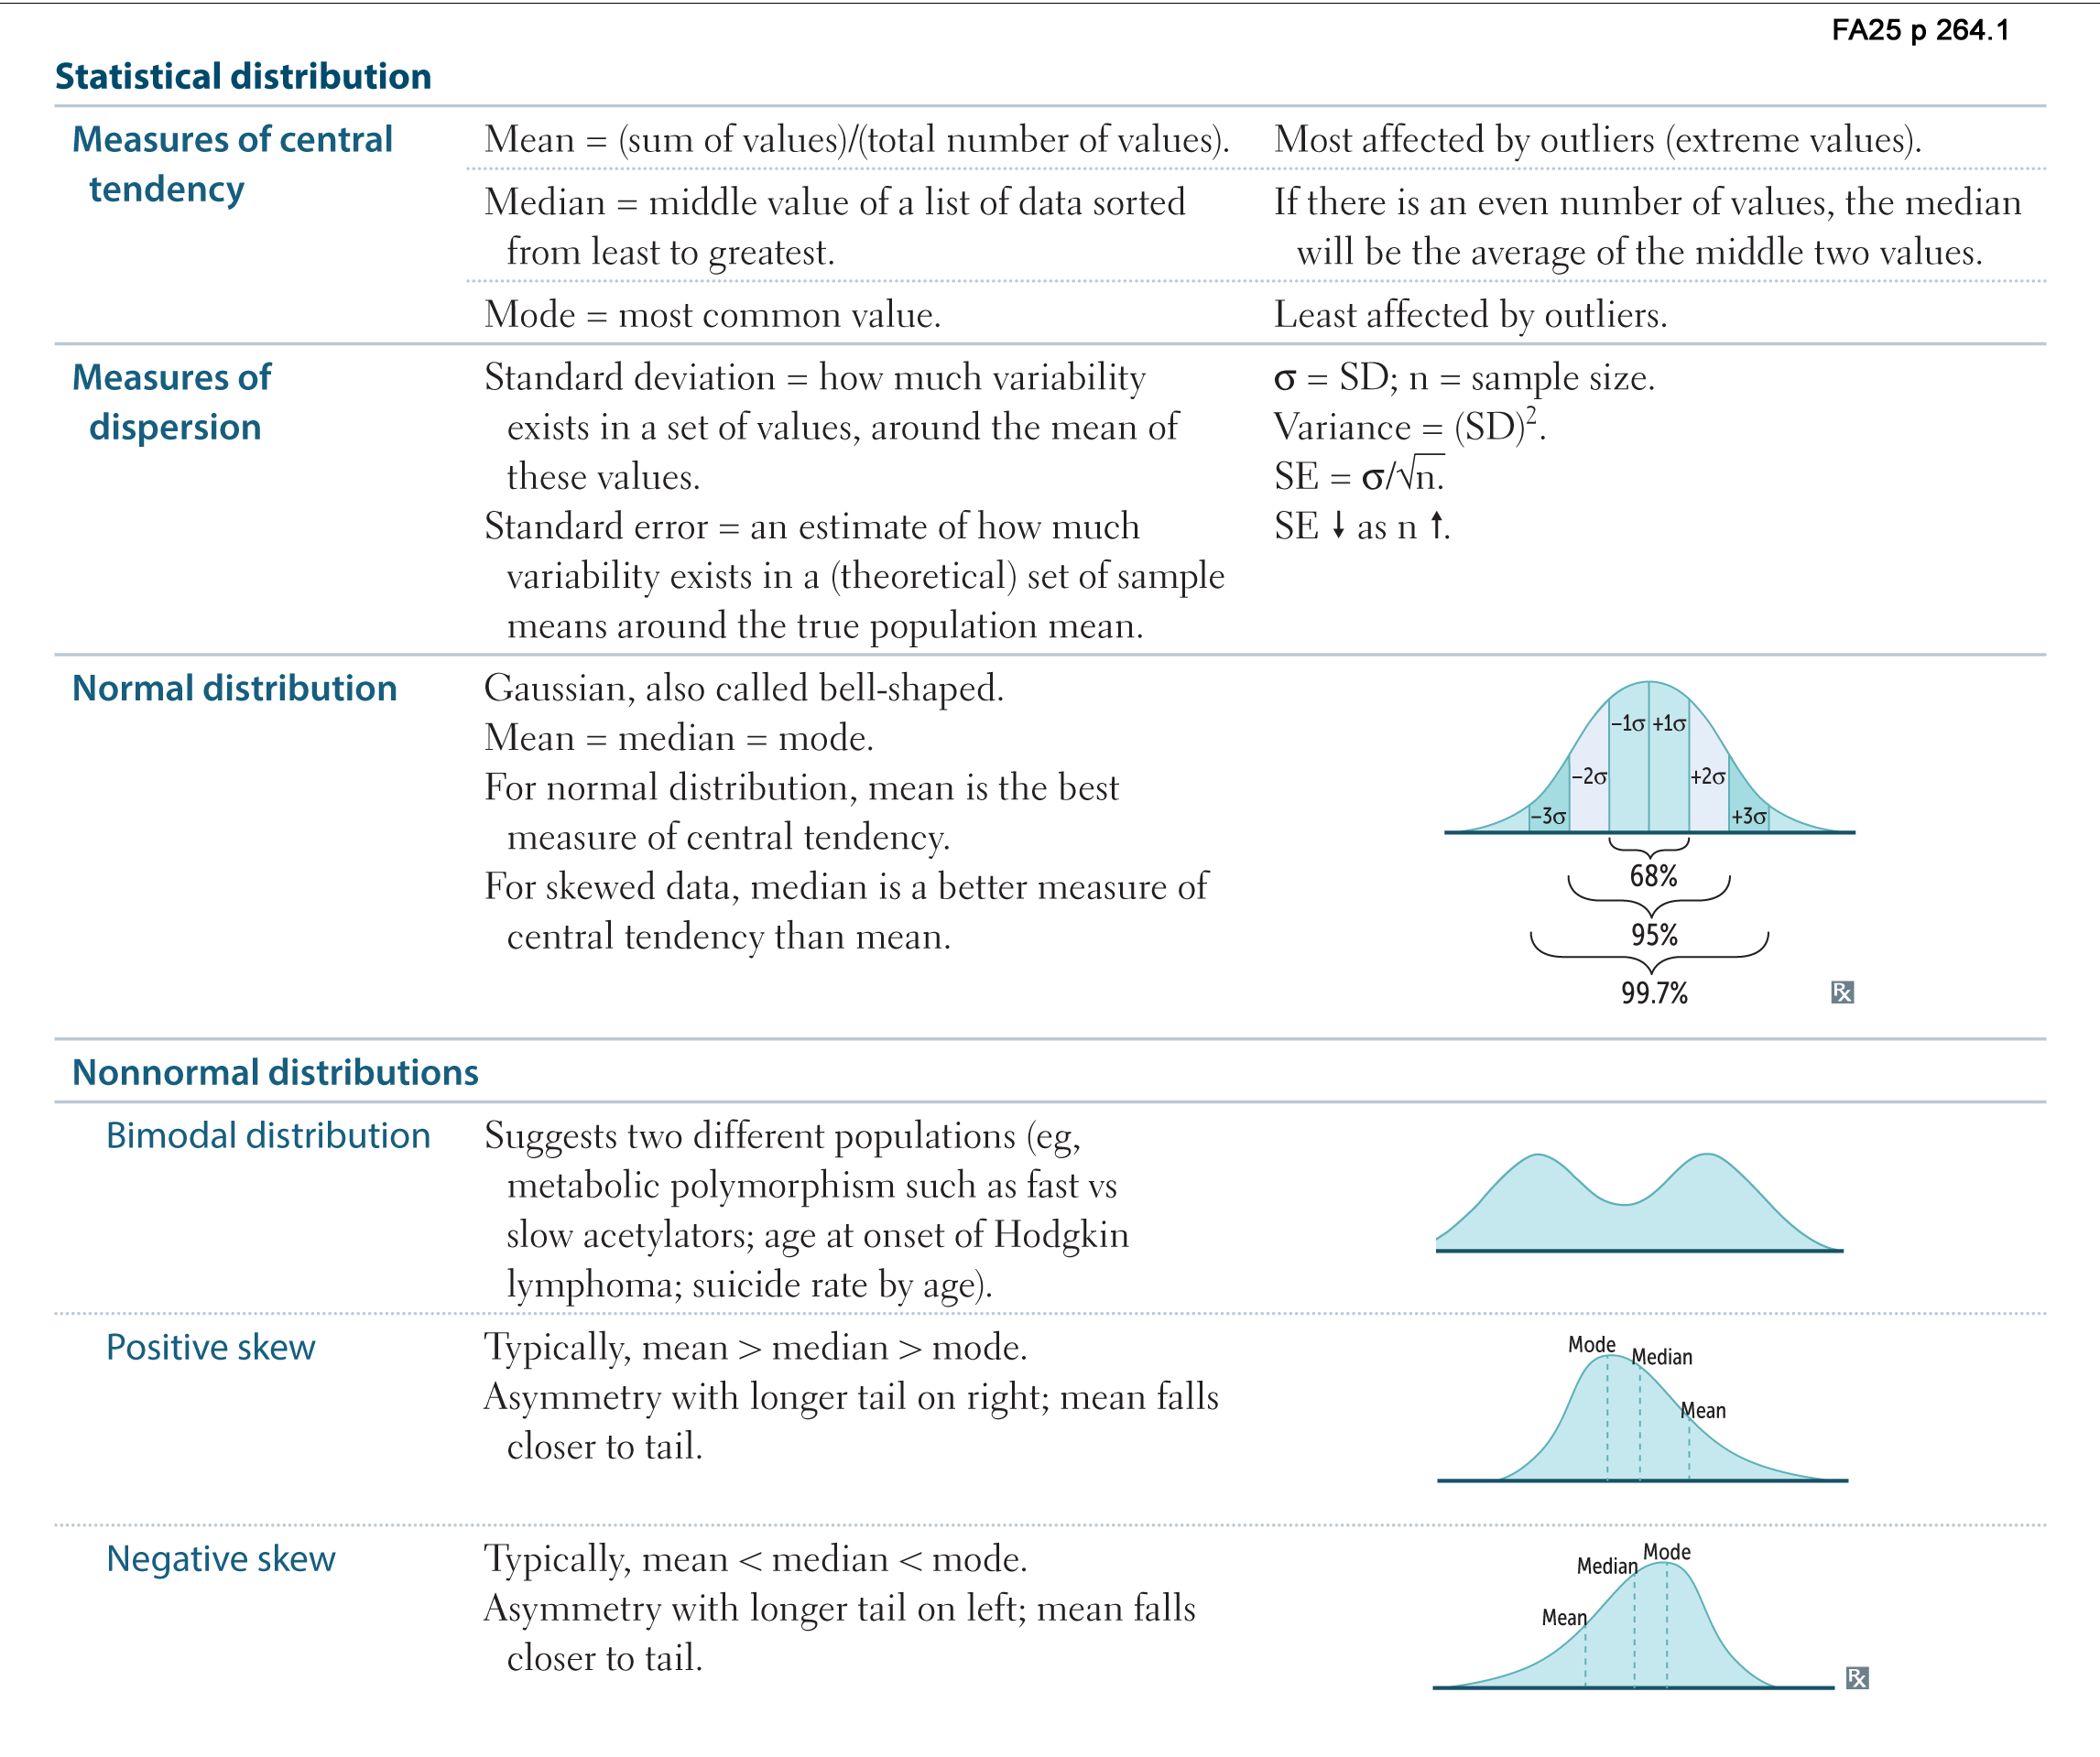 FA25 p 264.1
Statistical distribution
Measures of central
tendency
Mean = (sum of values)/(total number of values).
Most affected by outliers (extreme values).
Median = middle value of a list of data sorted
from least to greatest.
If there is an even number of values, the median
will be the average of the middle two values.
Mode = most common value.
Least affected by outliers.
Measures of
dispersion
Standard deviation = how much variability
exists in a set of values, around the mean of
these values.
Standard error = an estimate of how much
variability exists in a (theoretical) set of sample
means around the true population mean.
σ = SD; n = sample size.
Variance = (SD)².
SE = σ/√n.
SE ↓ as n ↑.
Normal distribution
Gaussian, also called bell-shaped.
Mean = median = mode.
For normal distribution, mean is the best
measure of central tendency.
For skewed data, median is a better measure of
central tendency than mean.
–1σ +1σ
–2σ +2σ
–3σ +3σ
68%
95%
99.7%
Rx
Nonnormal distributions
Bimodal distribution
Suggests two different populations (eg,
metabolic polymorphism such as fast vs
slow acetylators; age at onset of Hodgkin
lymphoma; suicide rate by age).
Positive skew
Typically, mean > median > mode.
Asymmetry with longer tail on right; mean falls
closer to tail.
Mode
Median
Mean
Negative skew
Typically, mean < median < mode.
Asymmetry with longer tail on left; mean falls
closer to tail.
Mode
Median
Mean
Rx